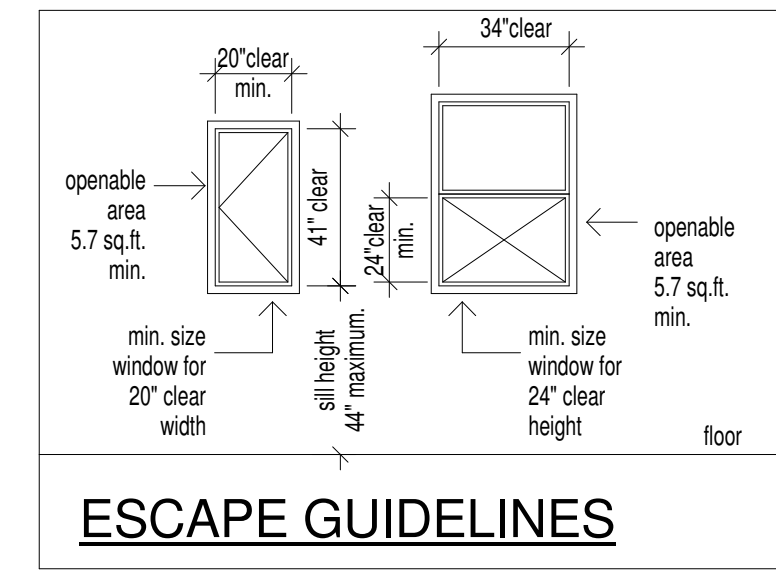 20"clear
min.
34"clear
openable
area
5.7 sq.ft.
min.
41" clear
24"clear
min.
openable
area
5.7 sq.ft.
min.
min. size
window for
20" clear
width
sill height
44" maximum.
min. size
window for
24" clear
height
floor
ESCAPE GUIDELINES